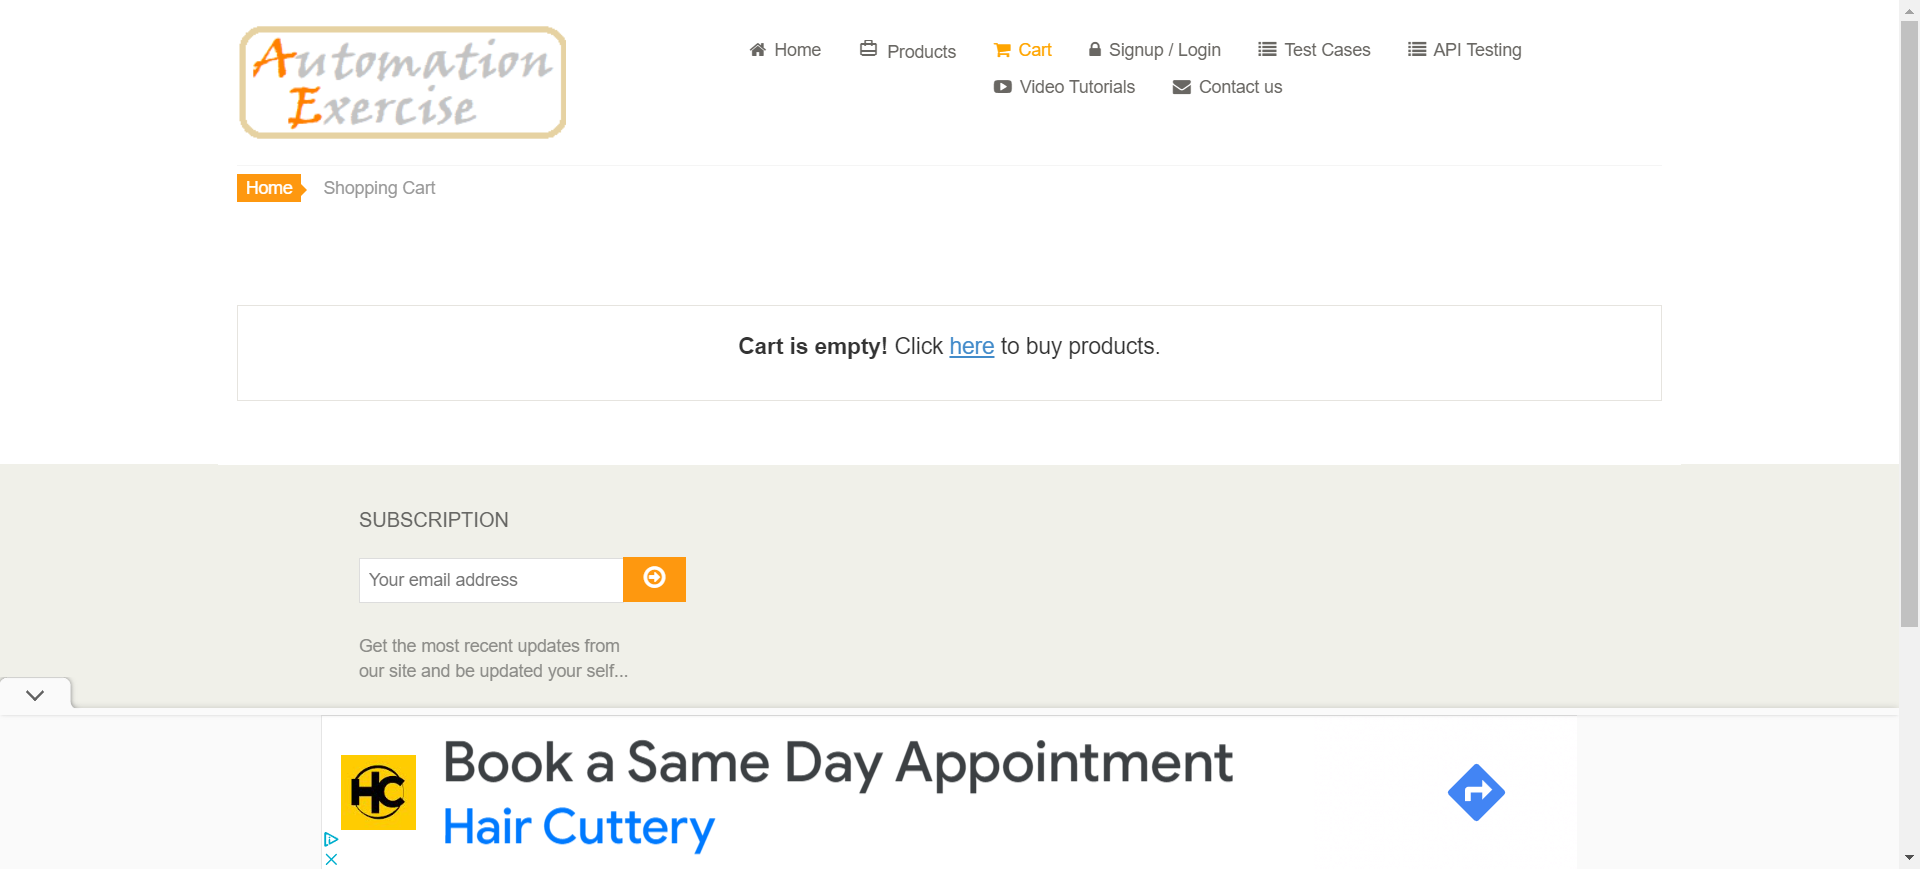 Automation
Exercise
Home
Products
Cart
Signup / Login
Test Cases
API Testing
Video Tutorials
Contact us
Home
Shopping Cart
Cart is empty! Click here to buy products.
SUBSCRIPTION
Your email address
Get the most recent updates from
our site and be updated your self...
HC
Book a Same Day Appointment
Hair Cuttery